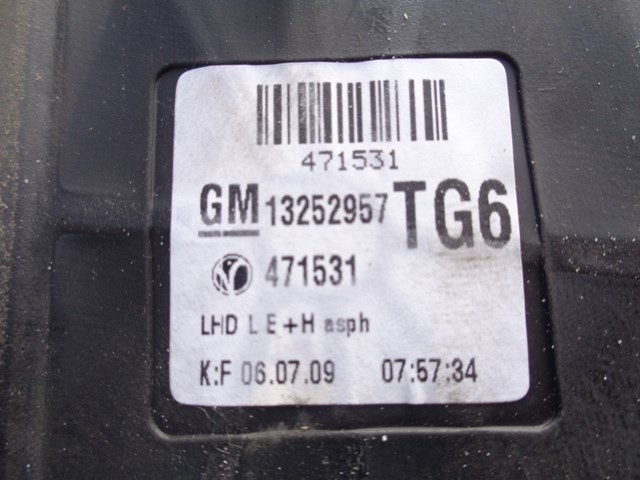 471531
GM 13252957 TG6
471531
LHD L E+H asph
K:F 06.07.09 07:57:34